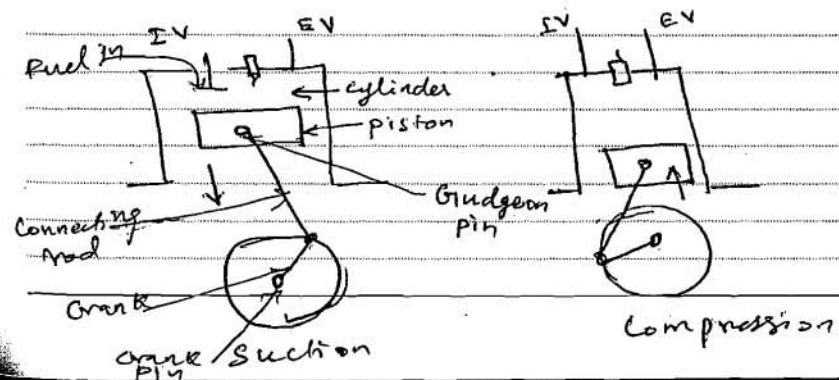 IV EV
Fuel In
cylinder
piston
Gudgeon
pin
Connecting
rod
Crank
crank
pin
Suction
IV EV
Compression